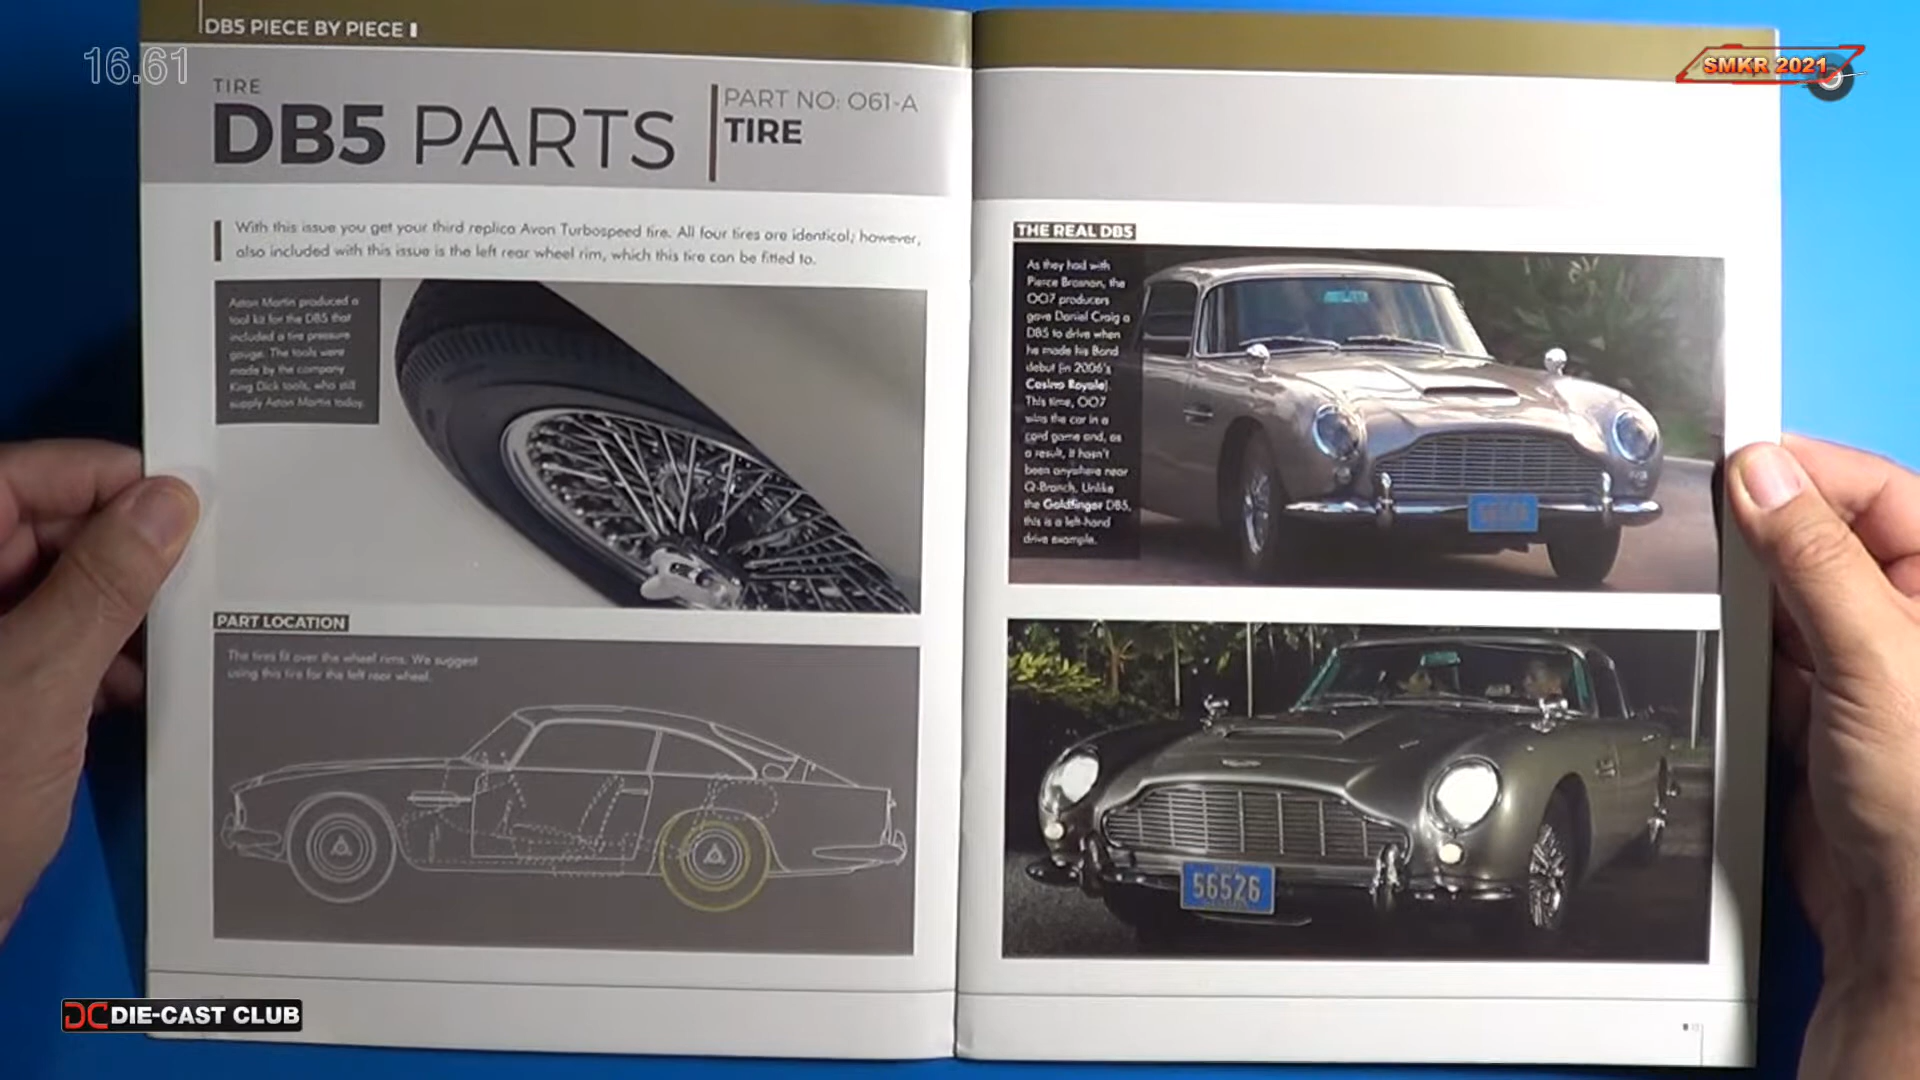 DB5 PIECE BY PIECE
16.61
SMKR 2021
TIRE
DB5 PARTS
PART NO: 061-A
TIRE
With this issue you get your third replica Avon Turbospeed tire. All four tires are identical; however,
also included with this issue is the left rear wheel rim, which this tire can be fitted to.
Aston Martin produced a
tool kit for the DB5 that
included a tire pressure
gauge. The tools were
made by the company
King Dick tools, who still
supply Aston Martin today.
PART LOCATION
The tires fit over the wheel rims. We suggest
using this tire for the left rear wheel.
THE REAL DB5
As they had with
Pierce Brosnan, the
007 producers
gave Daniel Craig a
DB5 to drive when
he made his Bond
debut (in 2006's
Casino Royale).
This time, 007
wins the car in a
card game and, as
a result, it hasn't
been anywhere near
Q-Branch. Unlike
the Goldfinger DB5,
this is a left-hand
drive example.
56526
DC DIE-CAST CLUB